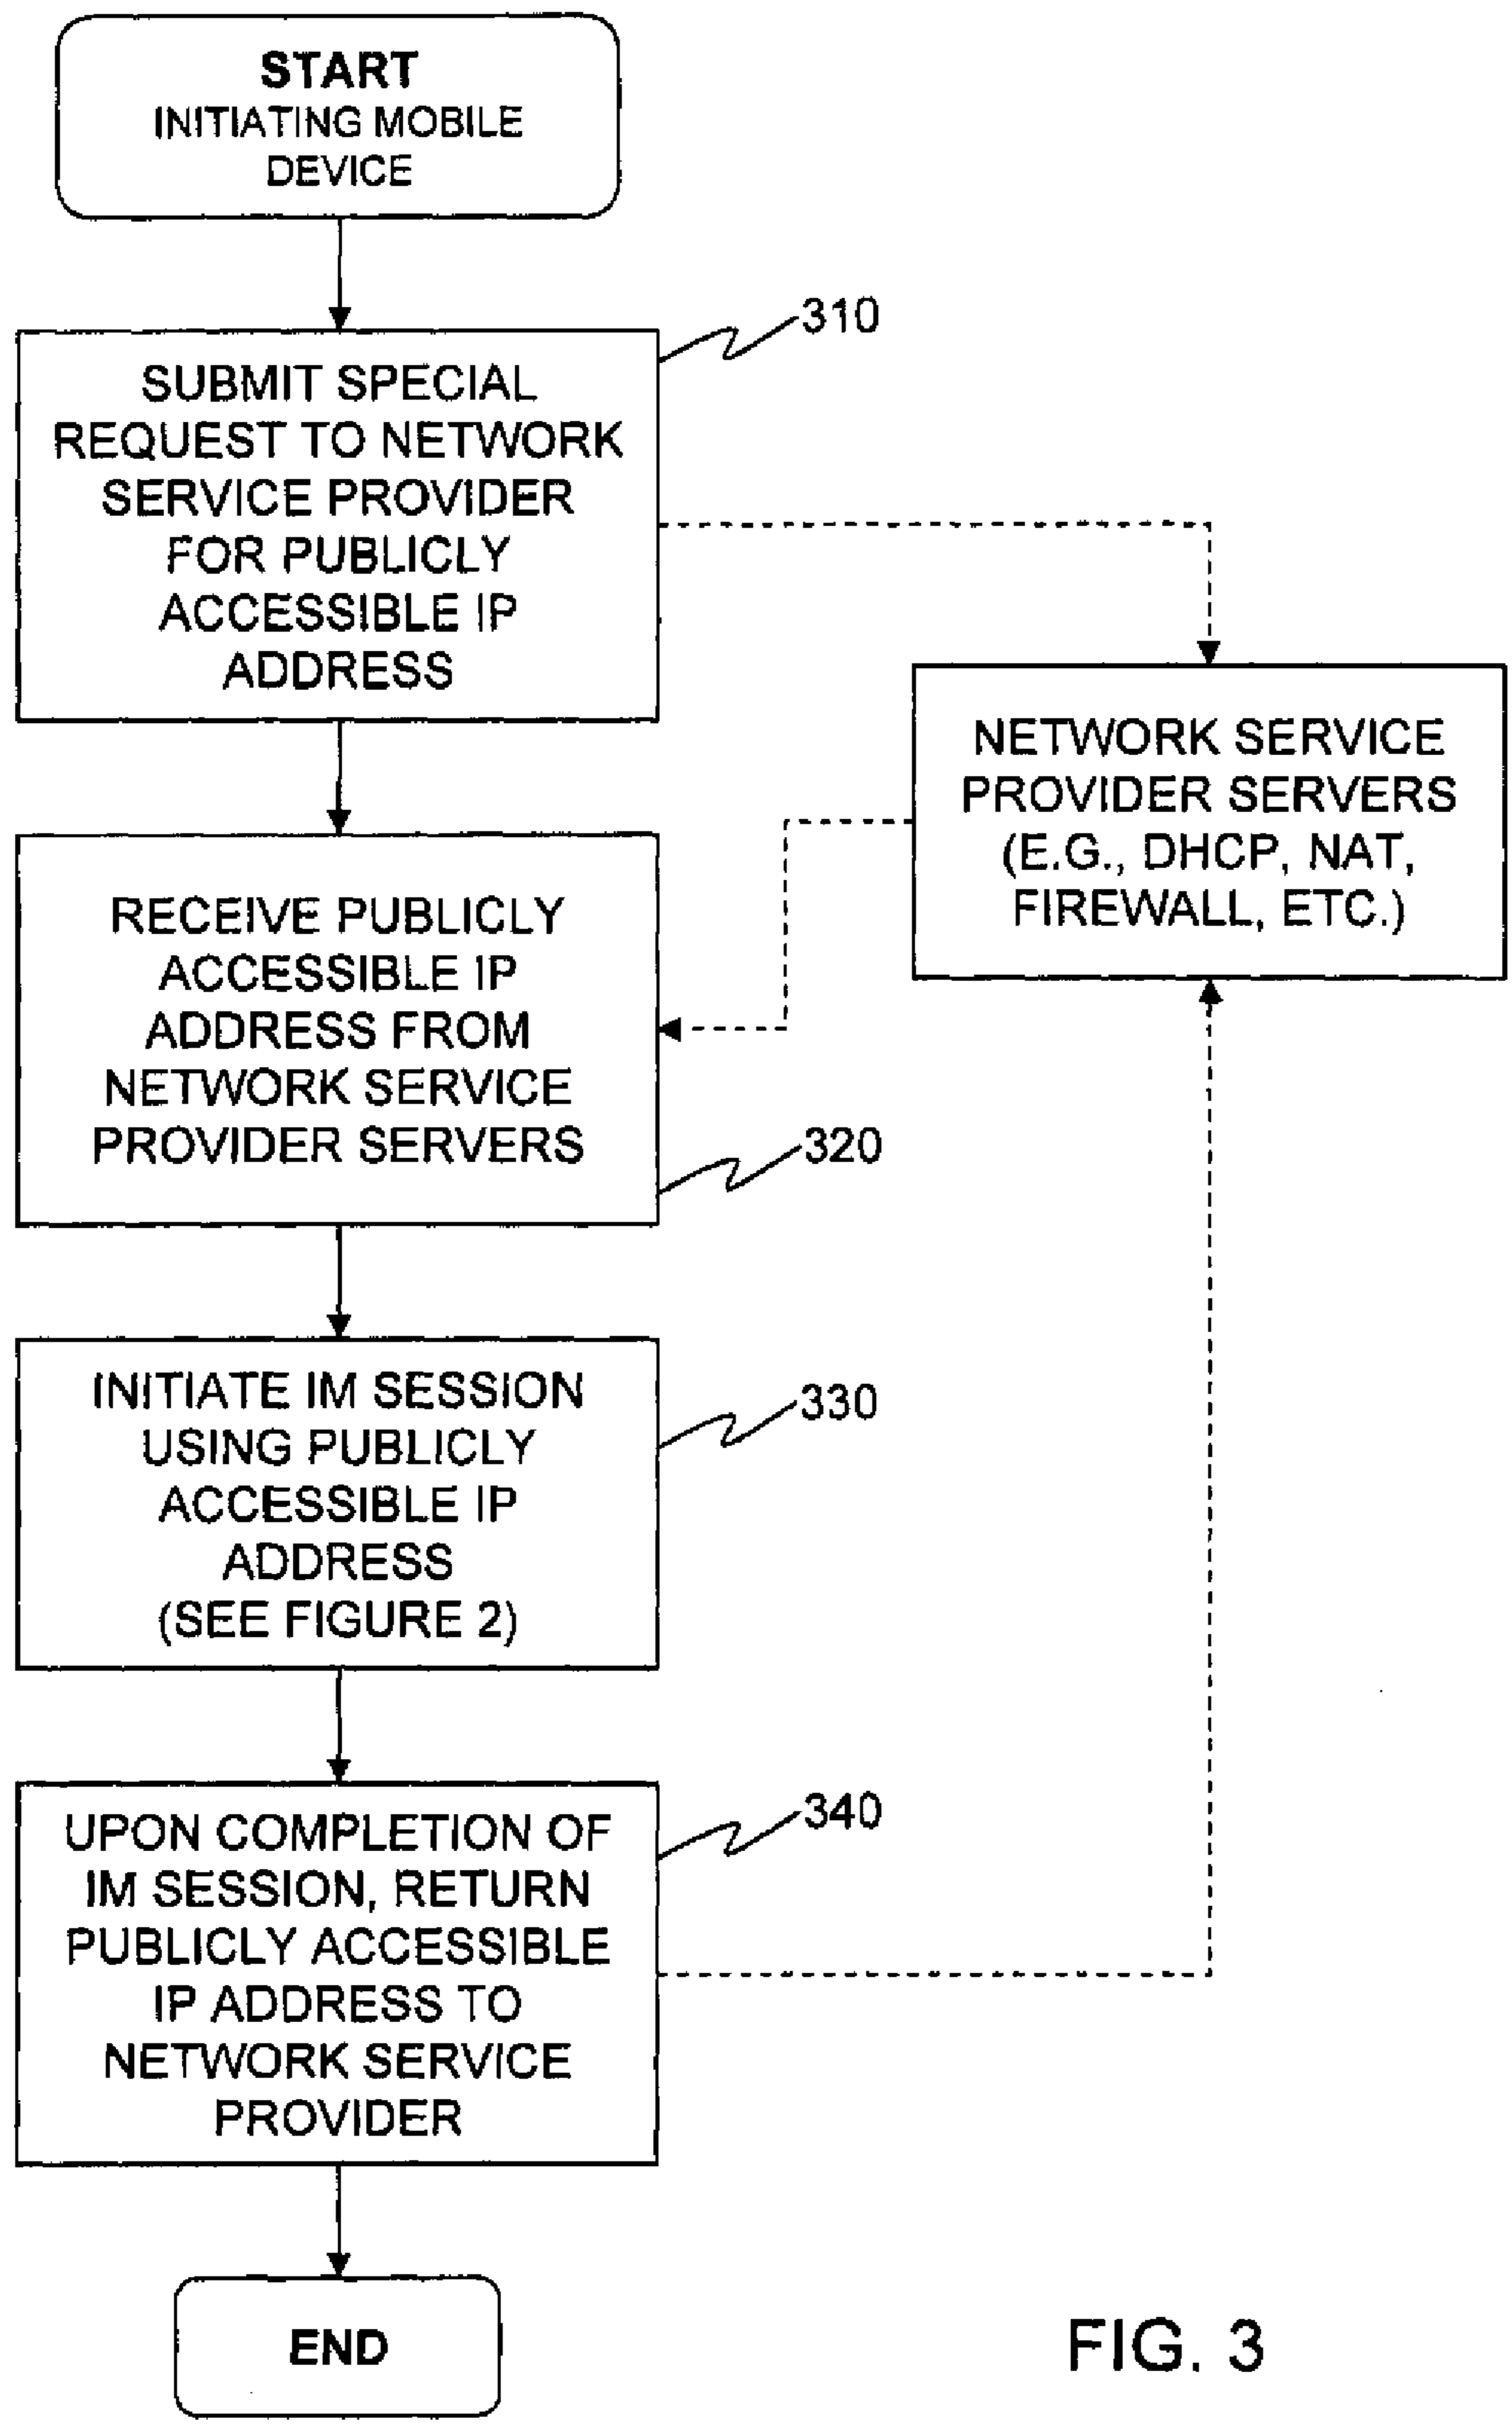 START
INITIATING MOBILE
DEVICE
310
SUBMIT SPECIAL
REQUEST TO NETWORK
SERVICE PROVIDER
FOR PUBLICLY
ACCESSIBLE IP
ADDRESS
NETWORK SERVICE
PROVIDER SERVERS
(E.G., DHCP, NAT,
FIREWALL, ETC.)
RECEIVE PUBLICLY
ACCESSIBLE IP
ADDRESS FROM
NETWORK SERVICE
PROVIDER SERVERS
320
INITIATE IM SESSION
USING PUBLICLY
ACCESSIBLE IP
ADDRESS
(SEE FIGURE 2)
330
UPON COMPLETION OF
IM SESSION, RETURN
PUBLICLY ACCESSIBLE
IP ADDRESS TO
NETWORK SERVICE
PROVIDER
340
END
FIG. 3